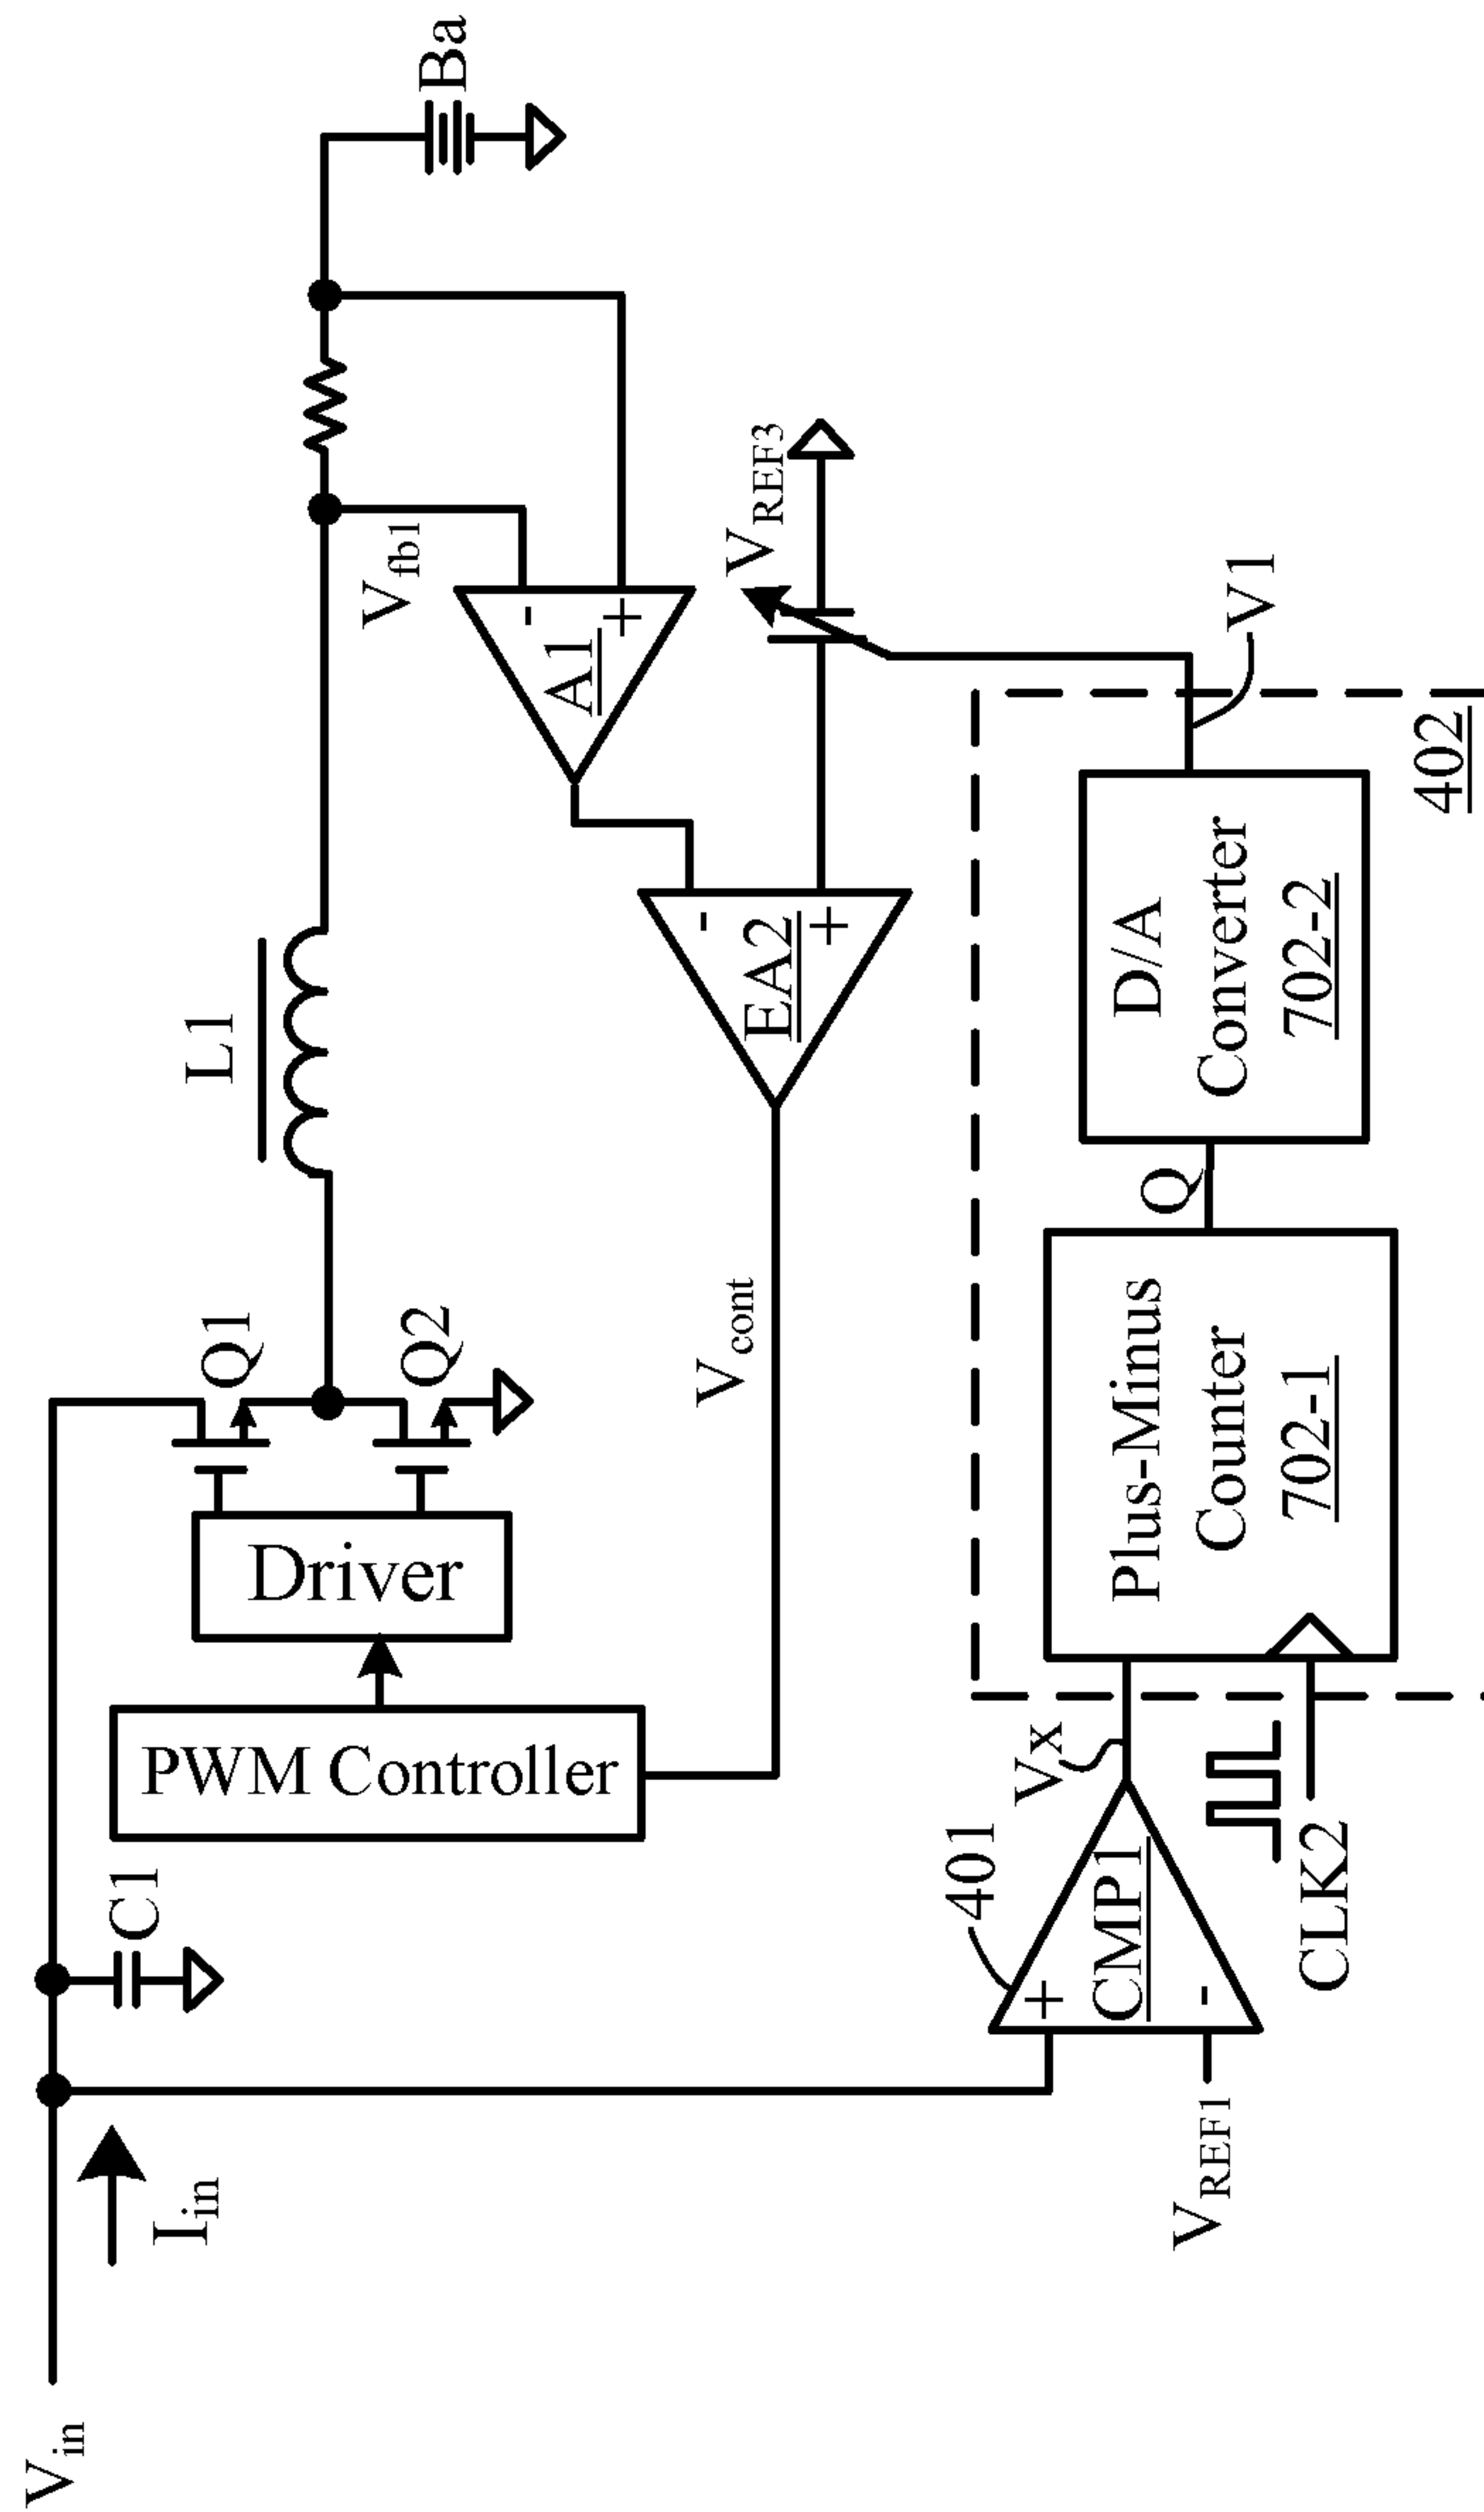 Vin
Iin
C1
PWM Controller
Driver
Q1
Q2
L1
Vfb1
Ba
A1
-
+
VREF3
EA2
-
+
Vcont
VREF1
401
+
CMP1
-
VX
CLK2
Plus-Minus
Counter
702-1
Q
D/A
Converter
702-2
V1
402